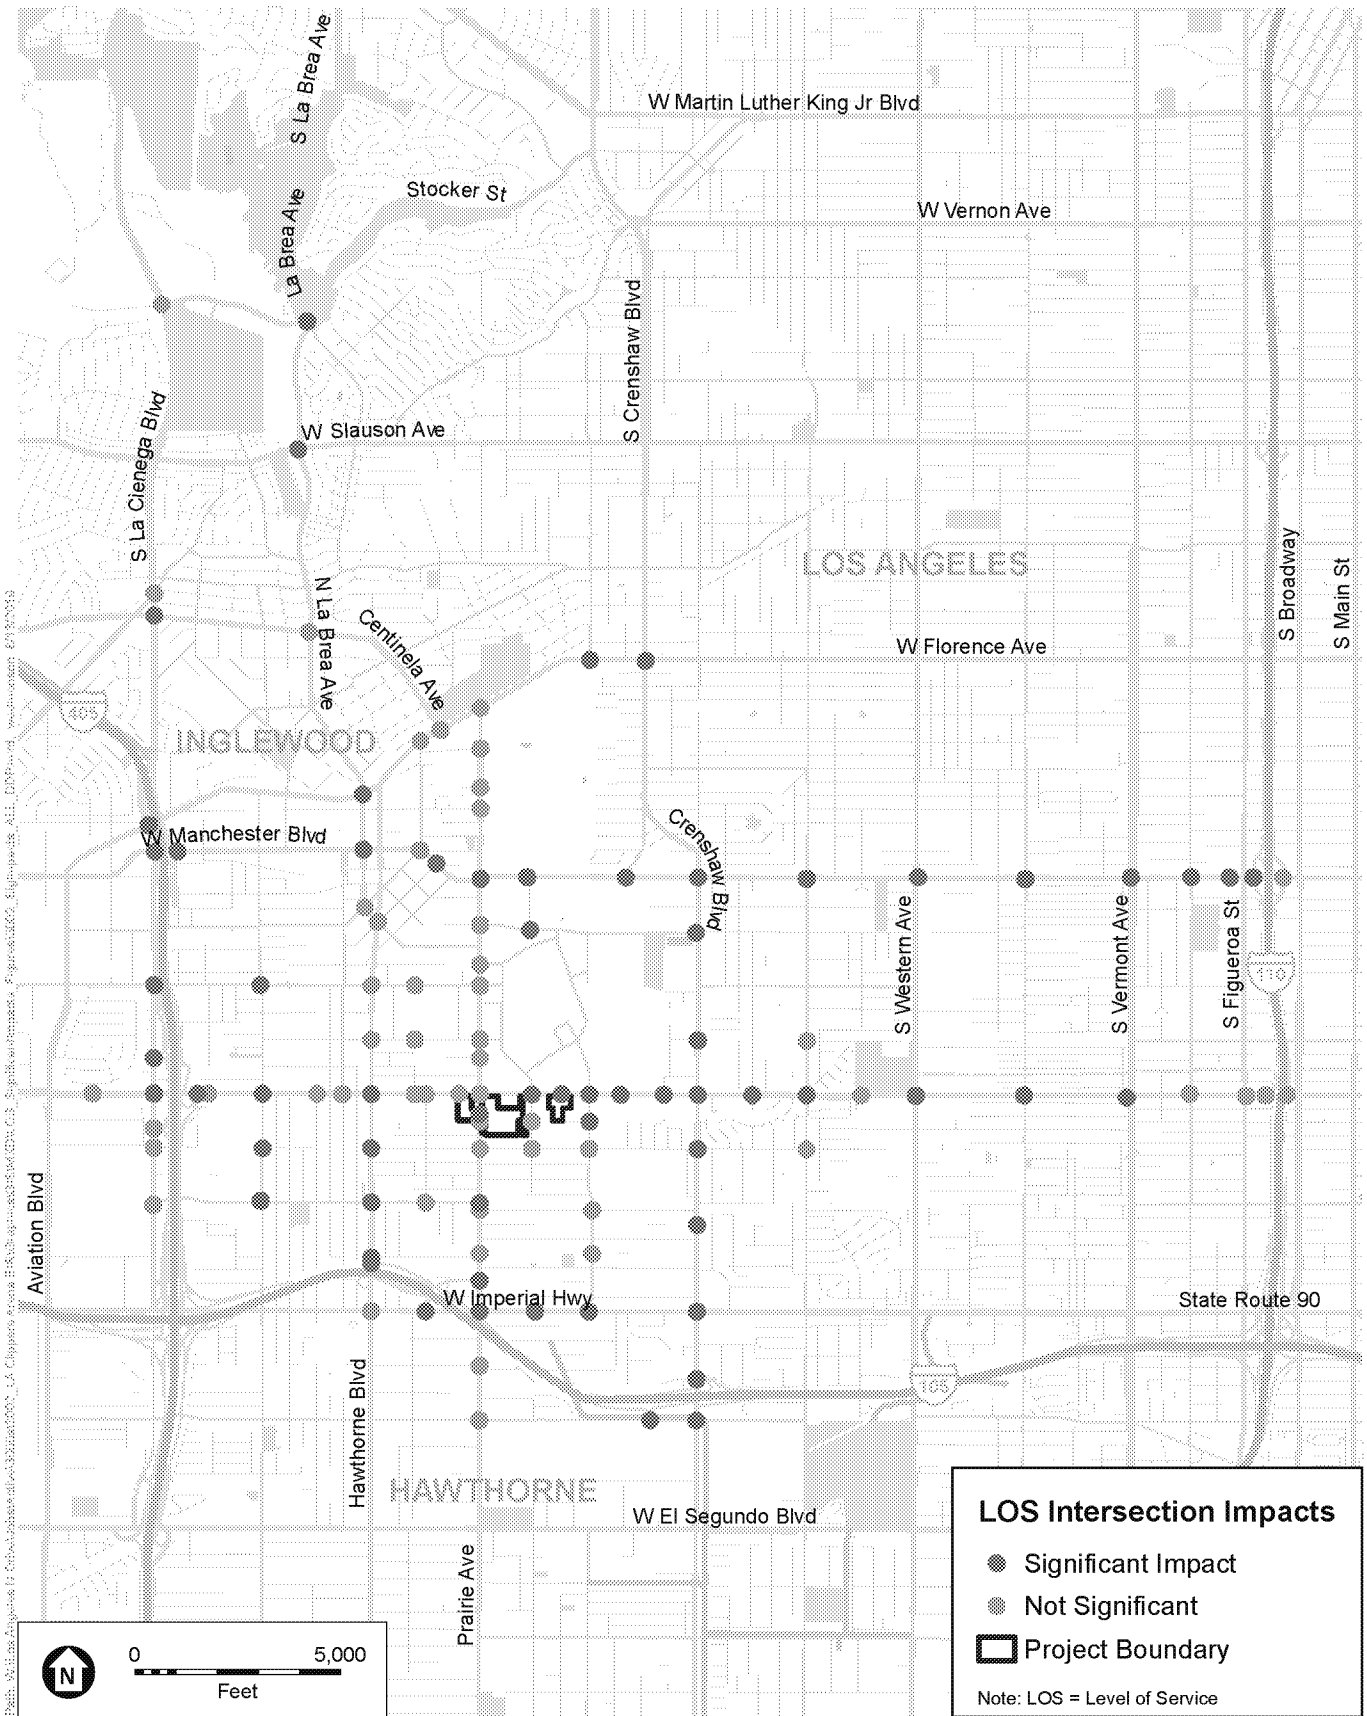 S La Brea Ave
W Martin Luther King Jr Blvd
Stocker St
La Brea Ave
W Vernon Ave
S Crenshaw Blvd
S La Cienega Blvd
W Slauson Ave
LOS ANGELES
S Broadway
S Main St
N La Brea Ave
Centinela Ave
W Florence Ave
405
INGLEWOOD
W Manchester Blvd
Crenshaw Blvd
S Western Ave
S Vermont Ave
S Figueroa St
110
Aviation Blvd
W Imperial Hwy
State Route 90
Hawthorne Blvd
105
HAWTHORNE
W El Segundo Blvd
Prairie Ave
LOS Intersection Impacts
Significant Impact
Not Significant
Project Boundary
Note: LOS = Level of Service
N
0 5,000
Feet